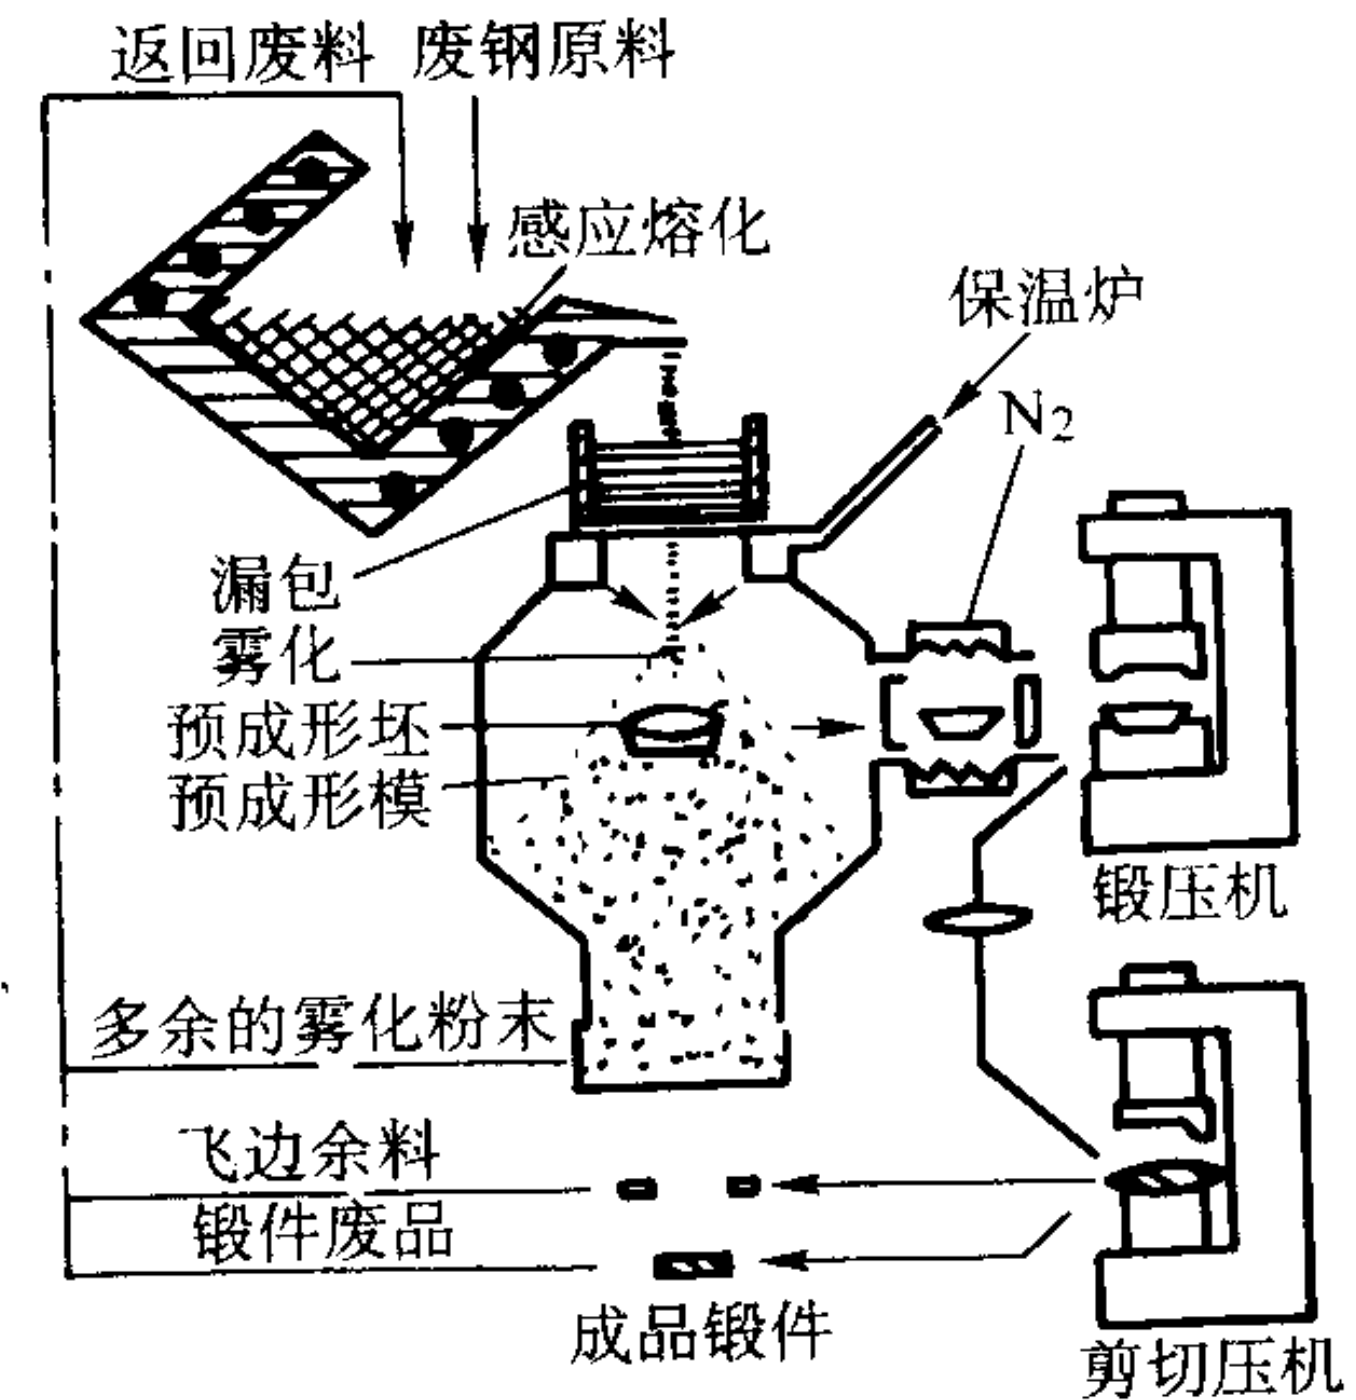 返回废料 废钢原料
感应熔化
保温炉
N₂
漏包
雾化
预成形坯
预成形模
锻压机
多余的雾化粉末
飞边余料
锻件废品
成品锻件
剪切压机